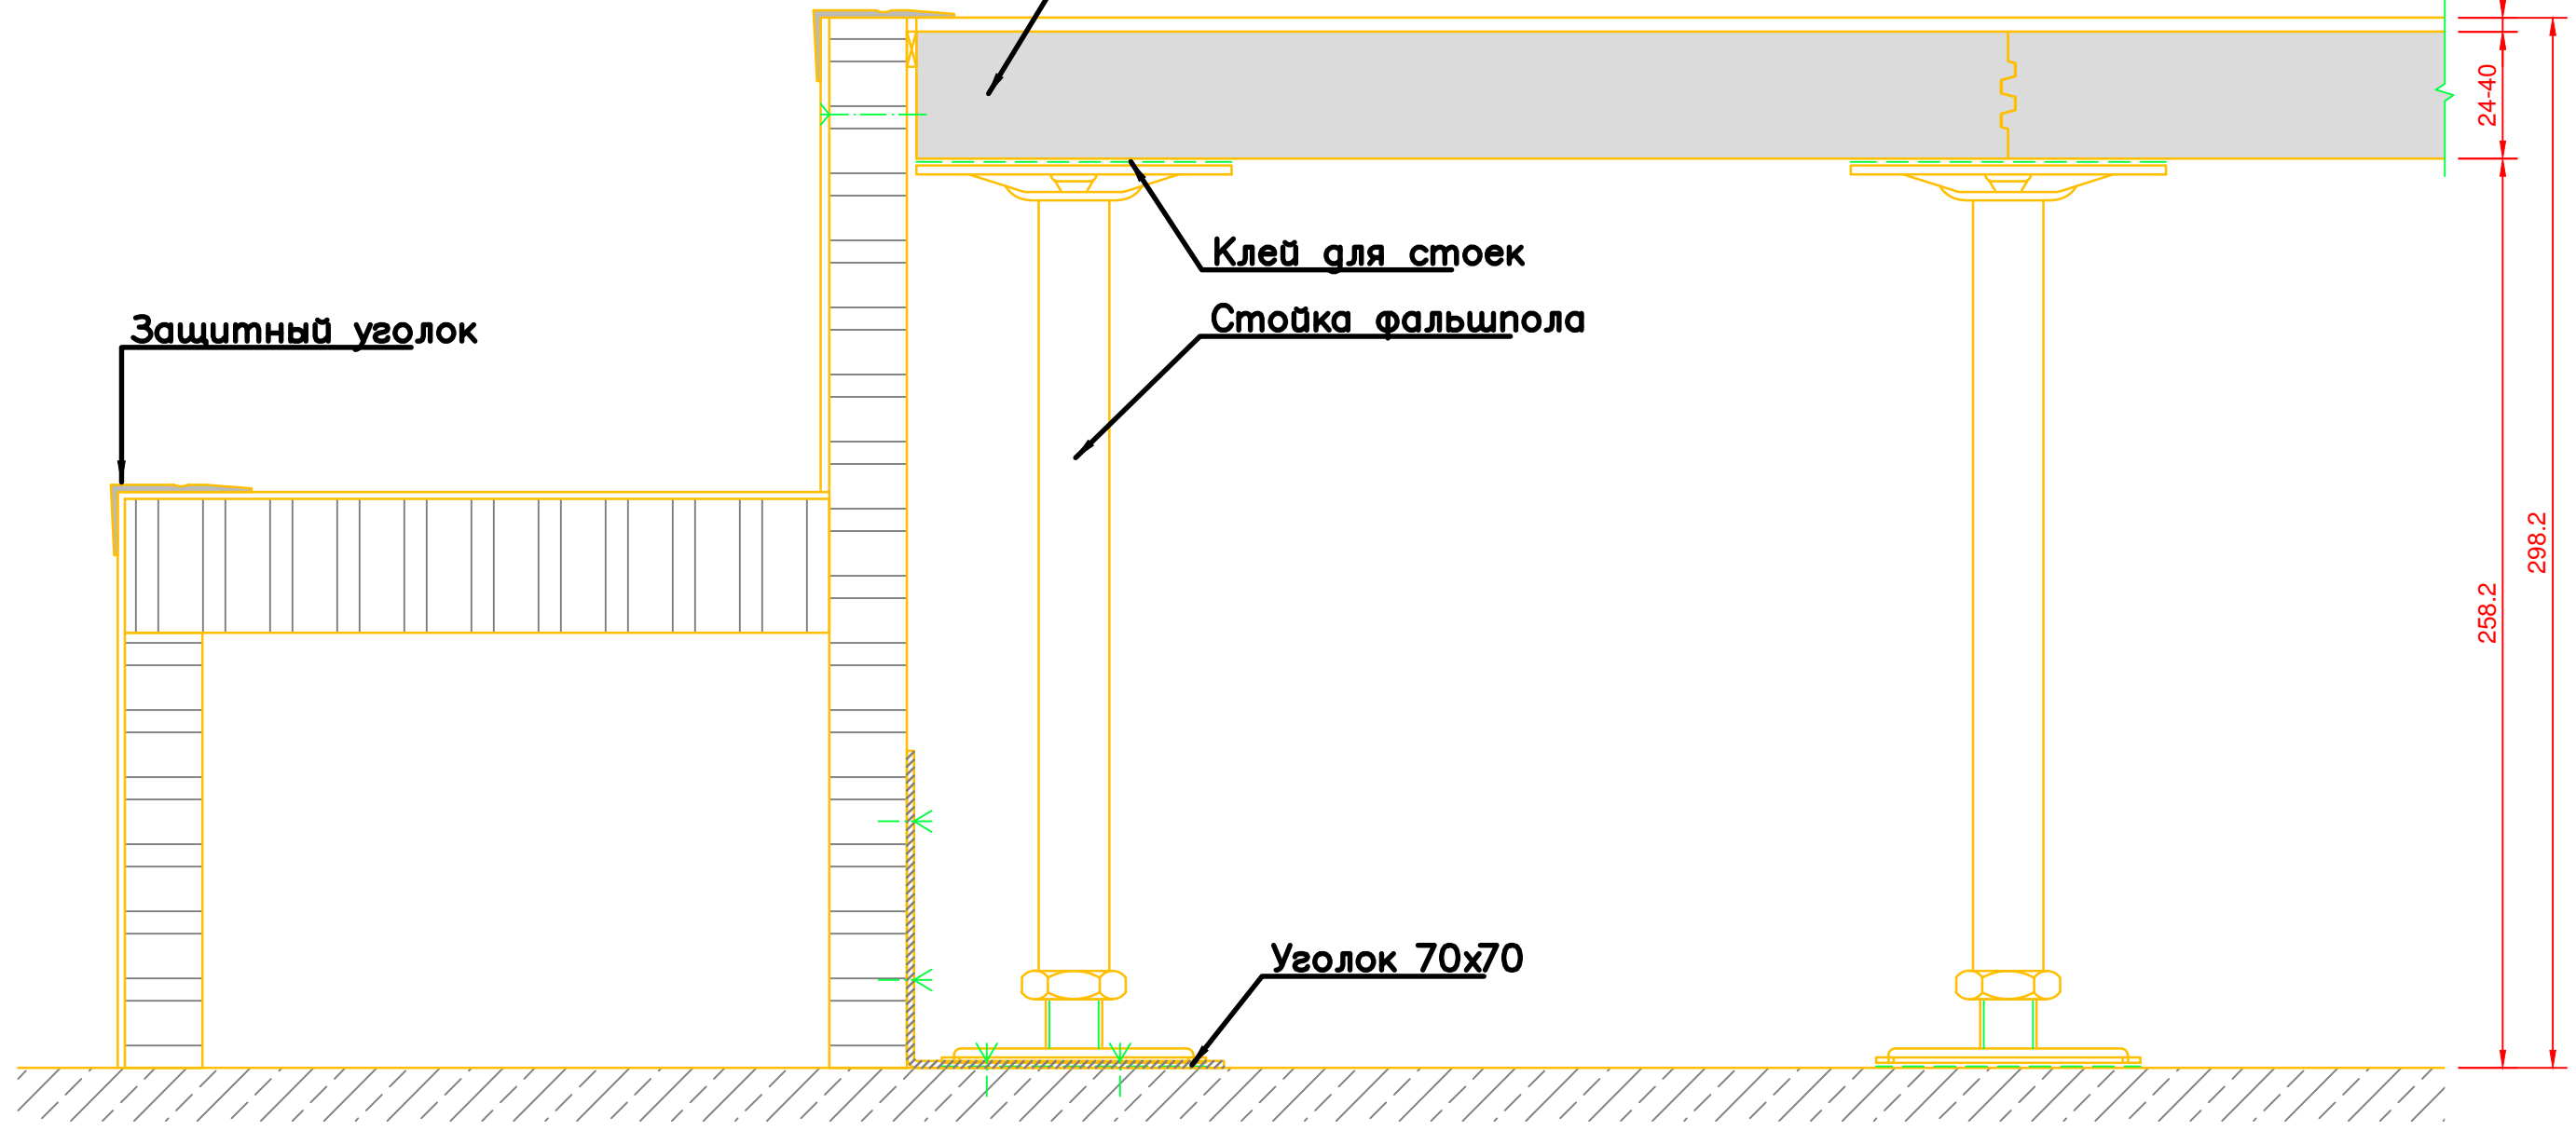 24-40
Клей для стоек
Стойка фальшпола
Защитный уголок
298.2
258.2
Уголок 70х70